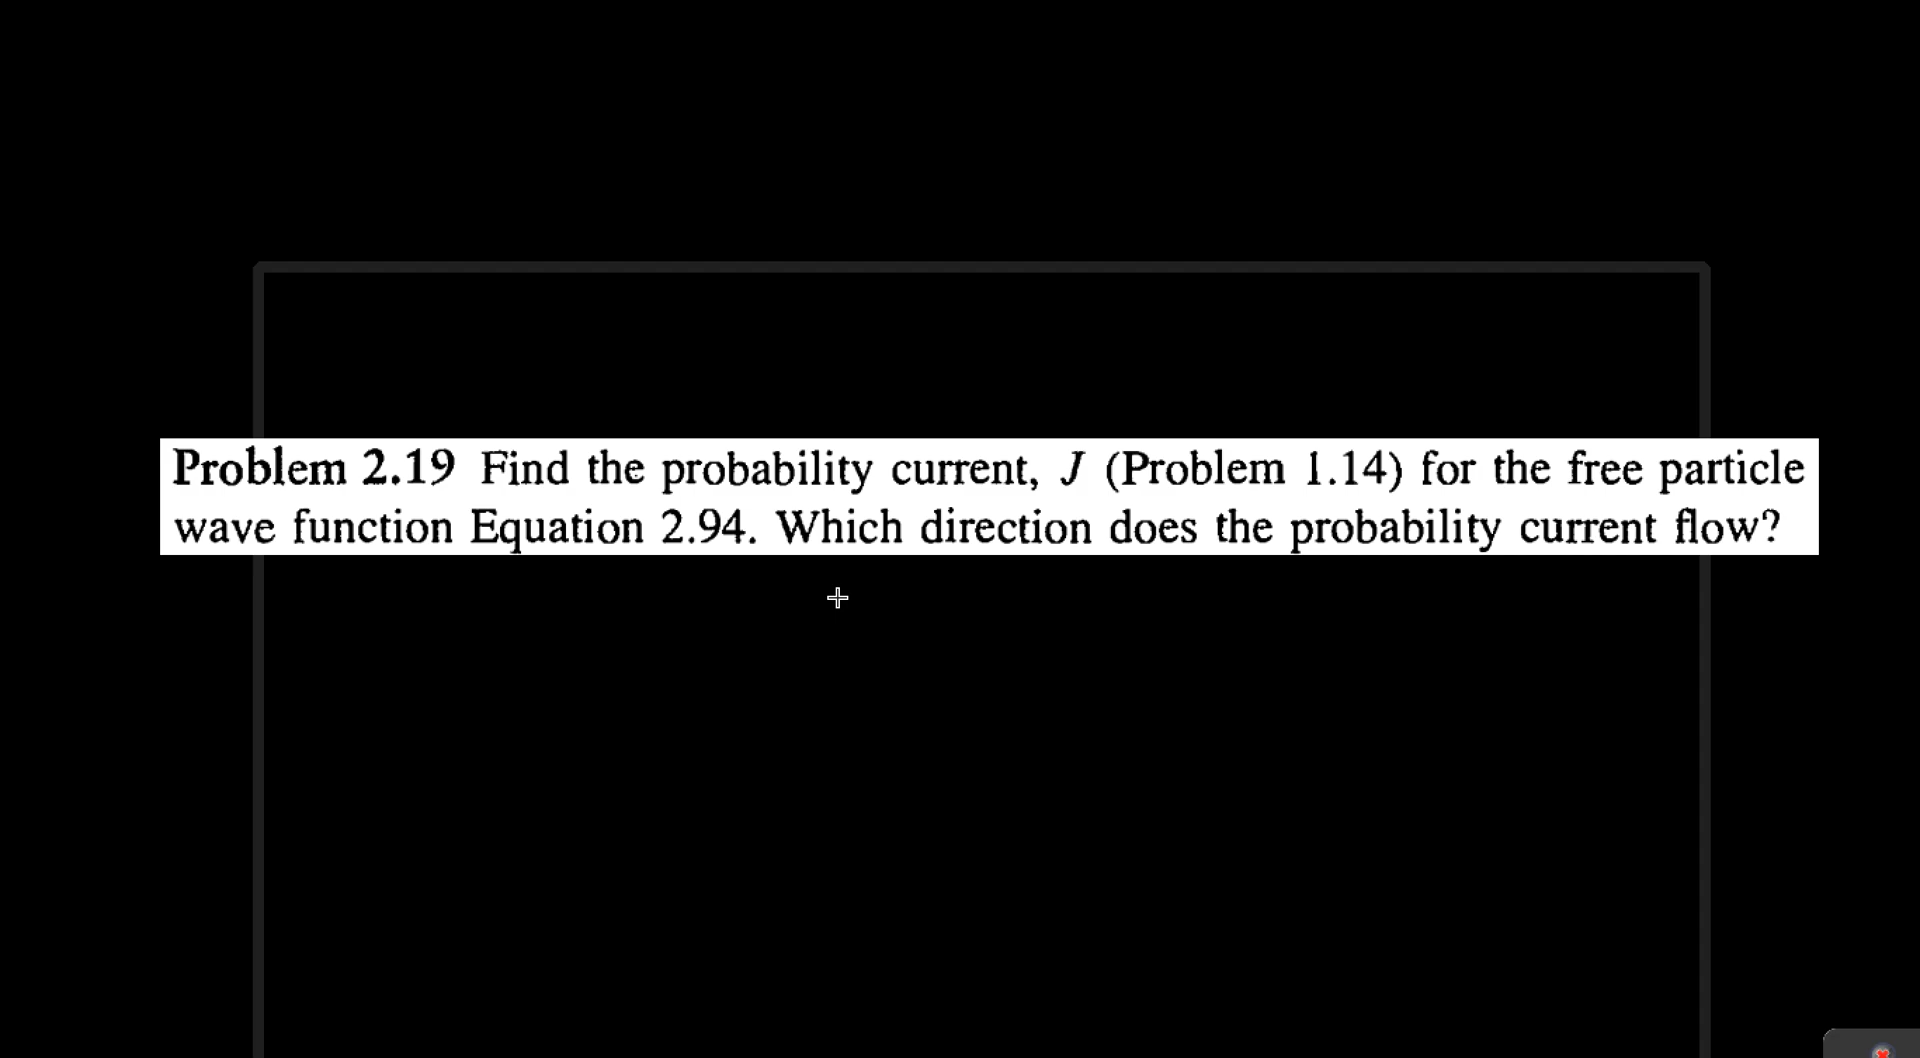 Problem 2.19 Find the probability current, J (Problem 1.14) for the free particle
wave function Equation 2.94. Which direction does the probability current flow?